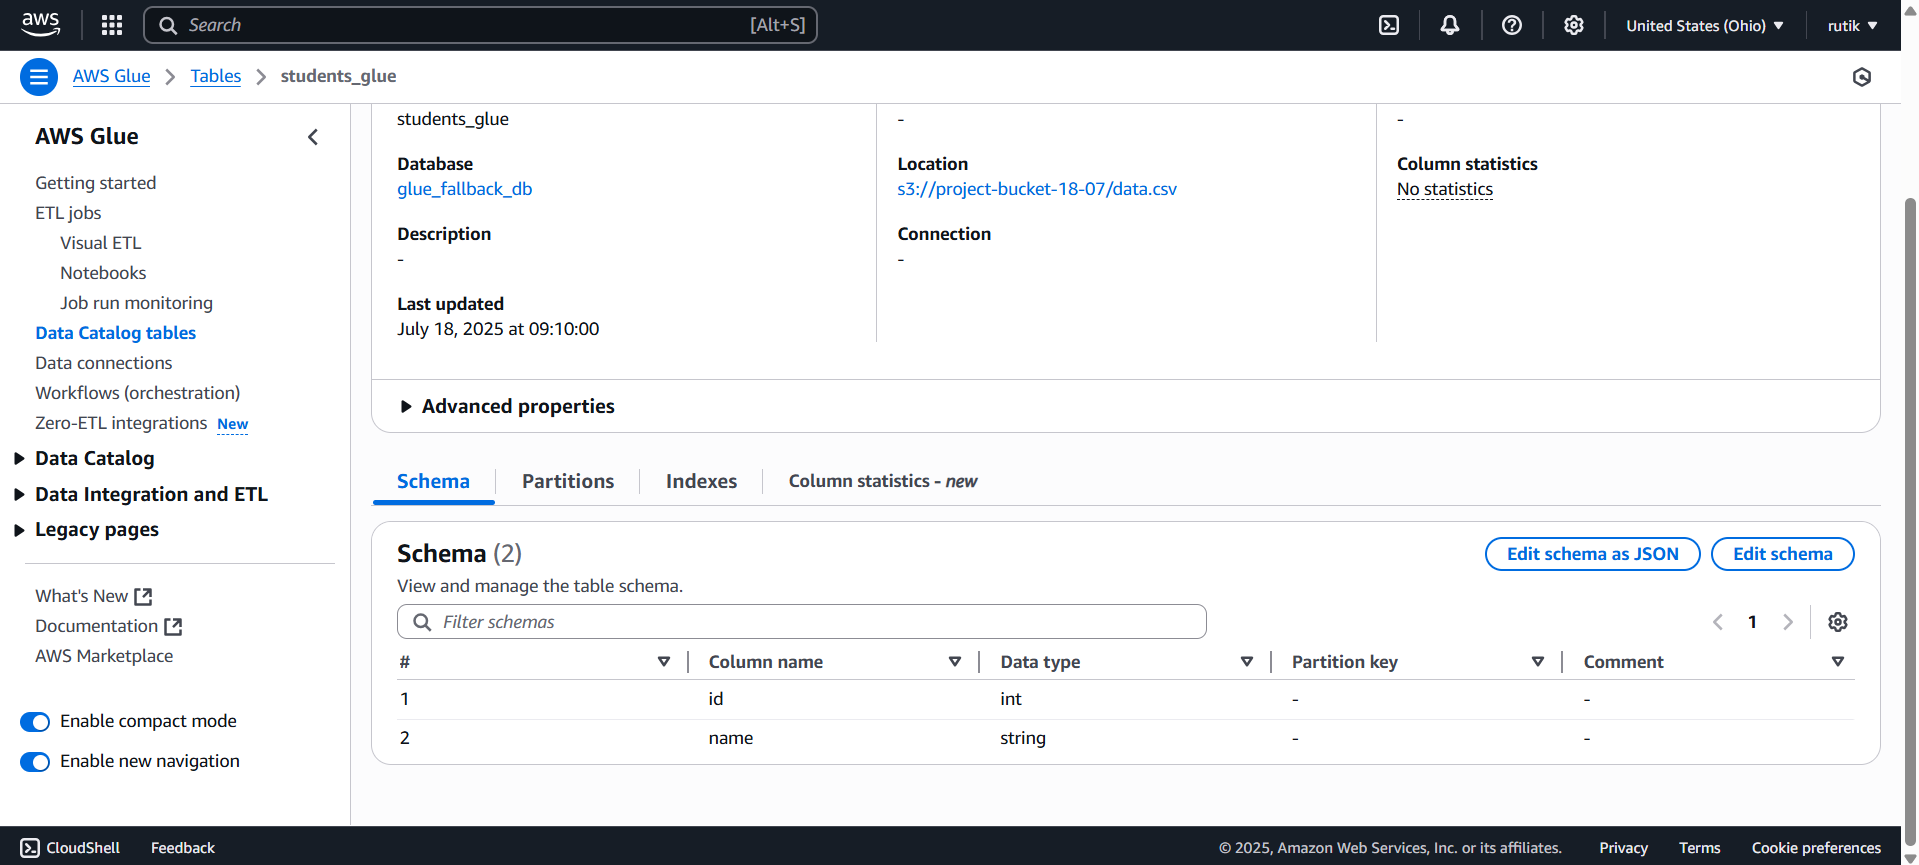 aws
Search [Alt+S]
United States (Ohio)
rutik
AWS Glue > Tables > students_glue
AWS Glue
Getting started
ETL jobs
Visual ETL
Notebooks
Job run monitoring
Data Catalog tables
Data connections
Workflows (orchestration)
Zero-ETL integrations New
Data Catalog
Data Integration and ETL
Legacy pages
What's New
Documentation
AWS Marketplace
Enable compact mode
Enable new navigation
students_glue
-
-
Database
glue_fallback_db
Location
s3://project-bucket-18-07/data.csv
Column statistics
No statistics
Description
-
Connection
-
Last updated
July 18, 2025 at 09:10:00
Advanced properties
Schema
Partitions
Indexes
Column statistics - new
Schema (2)
View and manage the table schema.
Edit schema as JSON
Edit schema
Filter schemas
1
# Column name Data type Partition key Comment
1 id int - -
2 name string - -
CloudShell
Feedback
© 2025, Amazon Web Services, Inc. or its affiliates.
Privacy
Terms
Cookie preferences